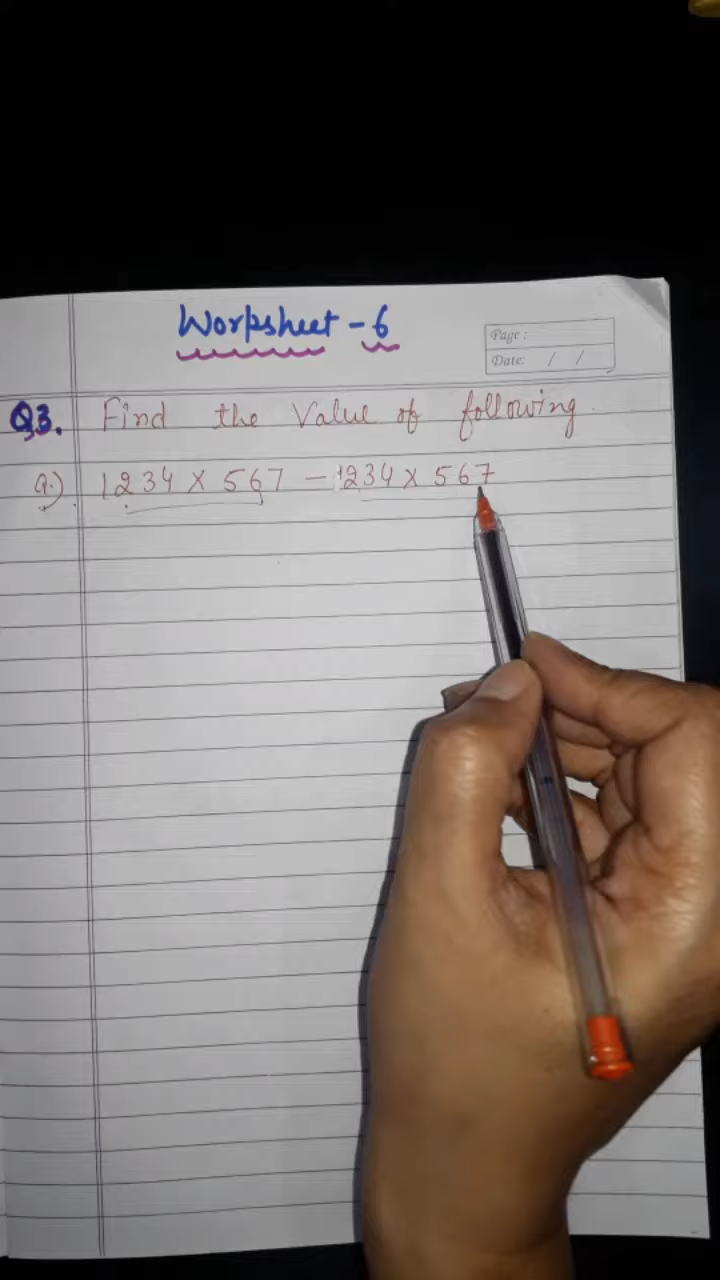 Worksheet - 6
Page :
Date: / /
Q3. Find the Value of following.
a.) 1234 x 567 - 1234 x 567